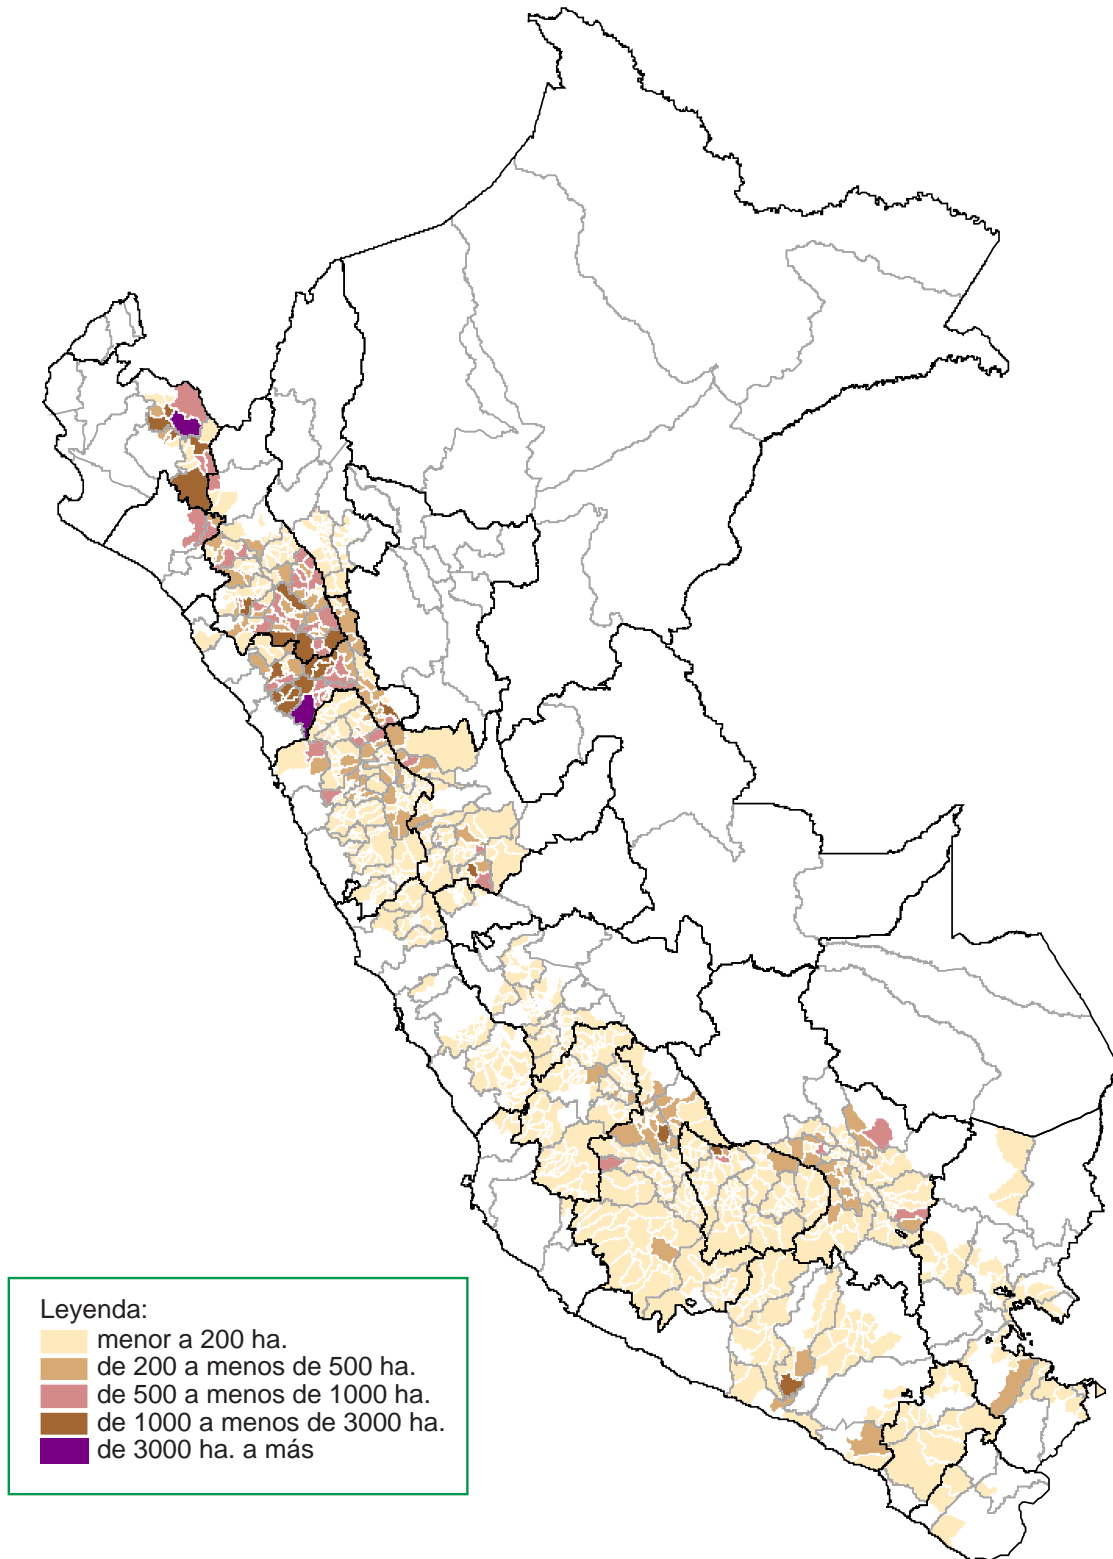 Leyenda:
menor a 200 ha.
de 200 a menos de 500 ha.
de 500 a menos de 1000 ha.
de 1000 a menos de 3000 ha.
de 3000 ha. a más